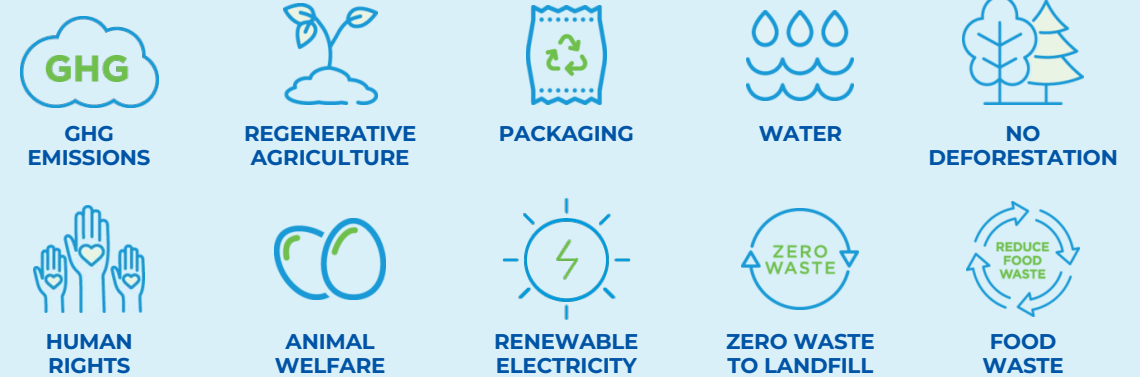 GHG
GHG
EMISSIONS
REGENERATIVE
AGRICULTURE
PACKAGING
WATER
NO
DEFORESTATION
HUMAN
RIGHTS
ANIMAL
WELFARE
RENEWABLE
ELECTRICITY
ZERO
WASTE
ZERO WASTE
TO LANDFILL
REDUCE
FOOD
WASTE
FOOD
WASTE